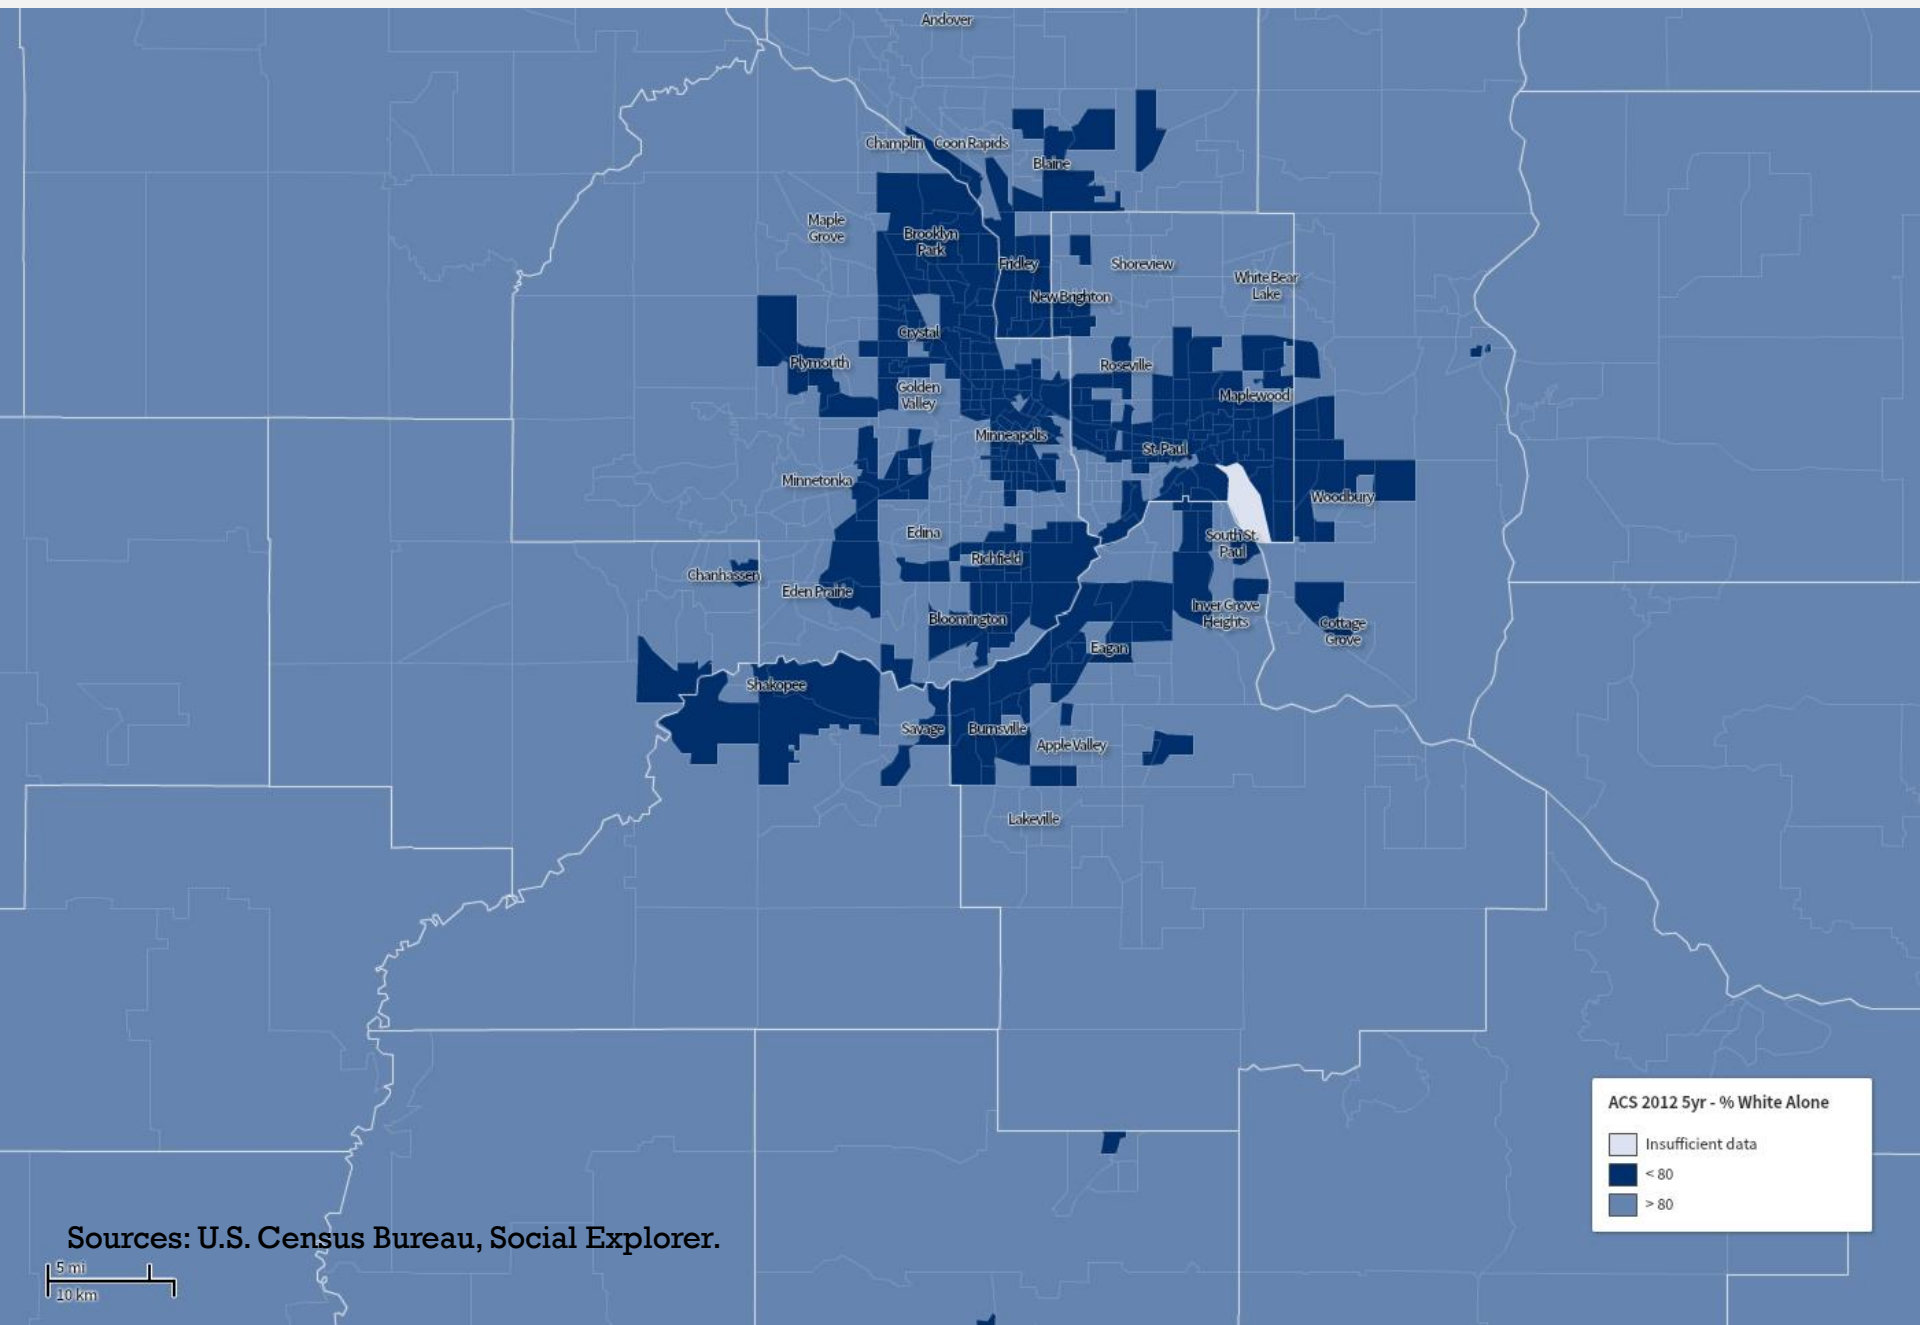 Andover
Champlin
Coon Rapids
Blaine
Maple
Grove
Brooklyn
Park
Fridley
Shoreview
White Bear
Lake
New Brighton
Crystal
Plymouth
Roseville
Golden
Valley
Maplewood
Minneapolis
St. Paul
Minnetonka
Woodbury
Edina
South St.
Paul
Richfield
Chanhassen
Eden Prairie
Inver Grove
Heights
Bloomington
Cottage
Grove
Eagan
Shakopee
Savage
Burnsville
Apple Valley
Lakeville
ACS 2012 5yr - % White Alone
Insufficient data
< 80
> 80
Sources: U.S. Census Bureau, Social Explorer.
5 mi
10 km